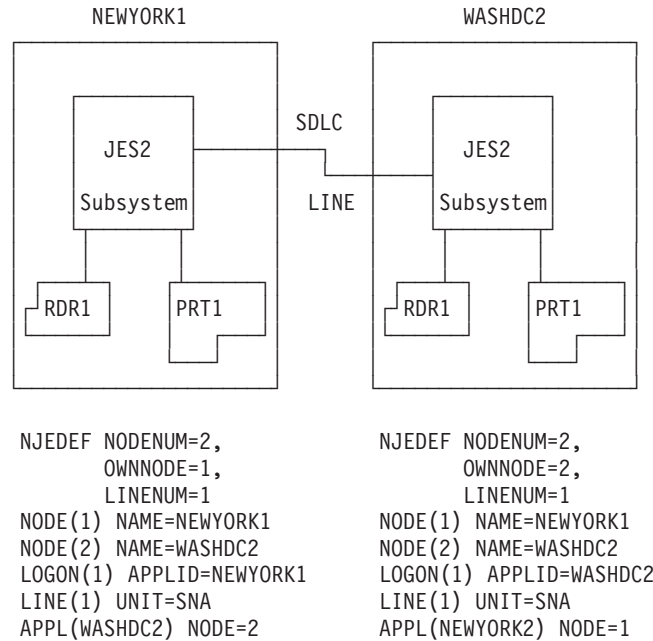 NEWYORK1 WASHDC2
SDLC
JES2 JES2
Subsystem LINE Subsystem
RDR1 PRT1 RDR1 PRT1
NJEDEF NODENUM=2,
OWNNODE=1,
LINENUM=1
NODE(1) NAME=NEWYORK1
NODE(2) NAME=WASHDC2
LOGON(1) APPLID=NEWYORK1
LINE(1) UNIT=SNA
APPL(WASHDC2) NODE=2
NJEDEF NODENUM=2,
OWNNODE=2,
LINENUM=1
NODE(1) NAME=NEWYORK1
NODE(2) NAME=WASHDC2
LOGON(1) APPLID=WASHDC2
LINE(1) UNIT=SNA
APPL(NEWYORK2) NODE=1